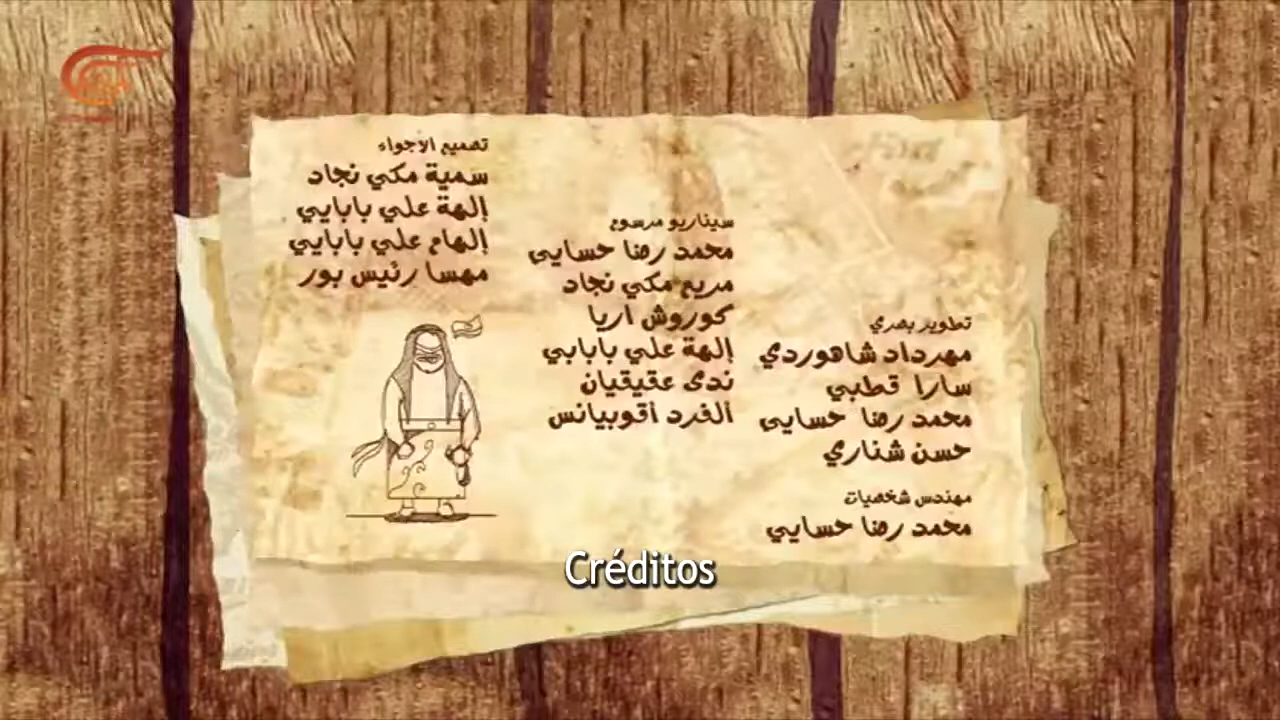 تطوير بصري
مهرداد شاهوردي
سارا قطبي
محمد رضا حسايي
حسن شناري
مهندس شخصيات
محمد رضا حسايي
سيناريو مرسوم
محمد رضا حسايي
مريم مكي نجاد
كوروش اريا
إلهة علي بابابي
ندى عقيقيان
ألفرد أقوبيانس
تصميم الأجواء
سمية مكي نجاد
إلهة علي بابايي
إلهام علي بابايي
مهسا رئيس بور
Créditos